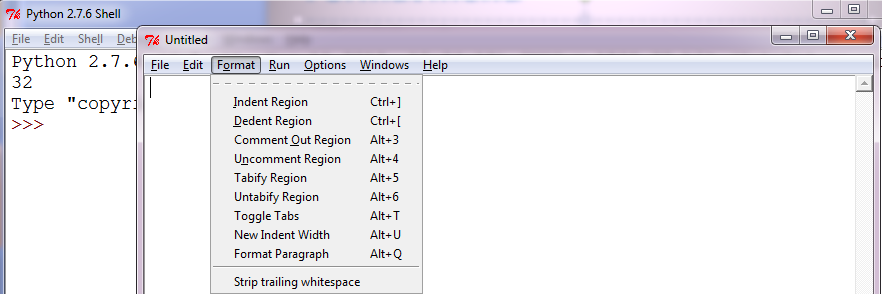 Python 2.7.6 Shell
File Edit Shell
Python 2.7.6
32
Type "copyri
>>>
Untitled
File Edit Format Run Options Windows Help
Indent Region Ctrl+]
Dedent Region Ctrl+[
Comment Out Region Alt+3
Uncomment Region Alt+4
Tabify Region Alt+5
Untabify Region Alt+6
Toggle Tabs Alt+T
New Indent Width Alt+U
Format Paragraph Alt+Q
Strip trailing whitespace